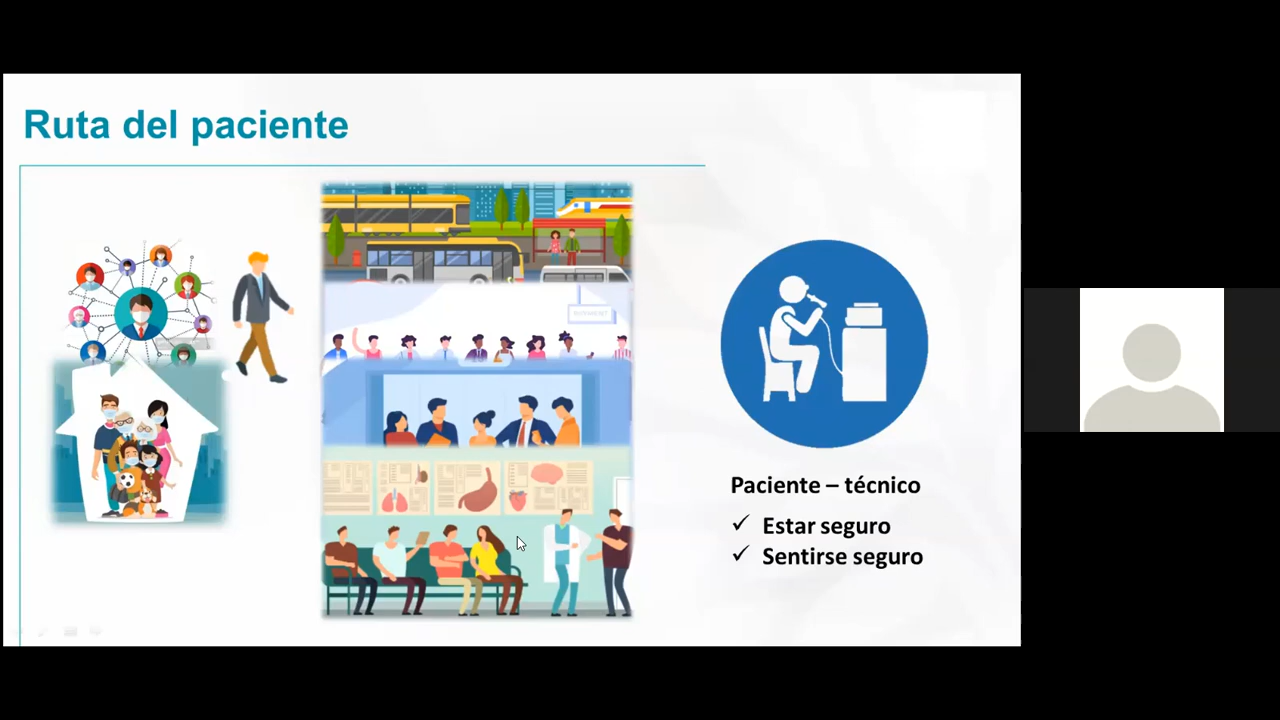 Ruta del paciente
Paciente – técnico
✓ Estar seguro
✓ Sentirse seguro